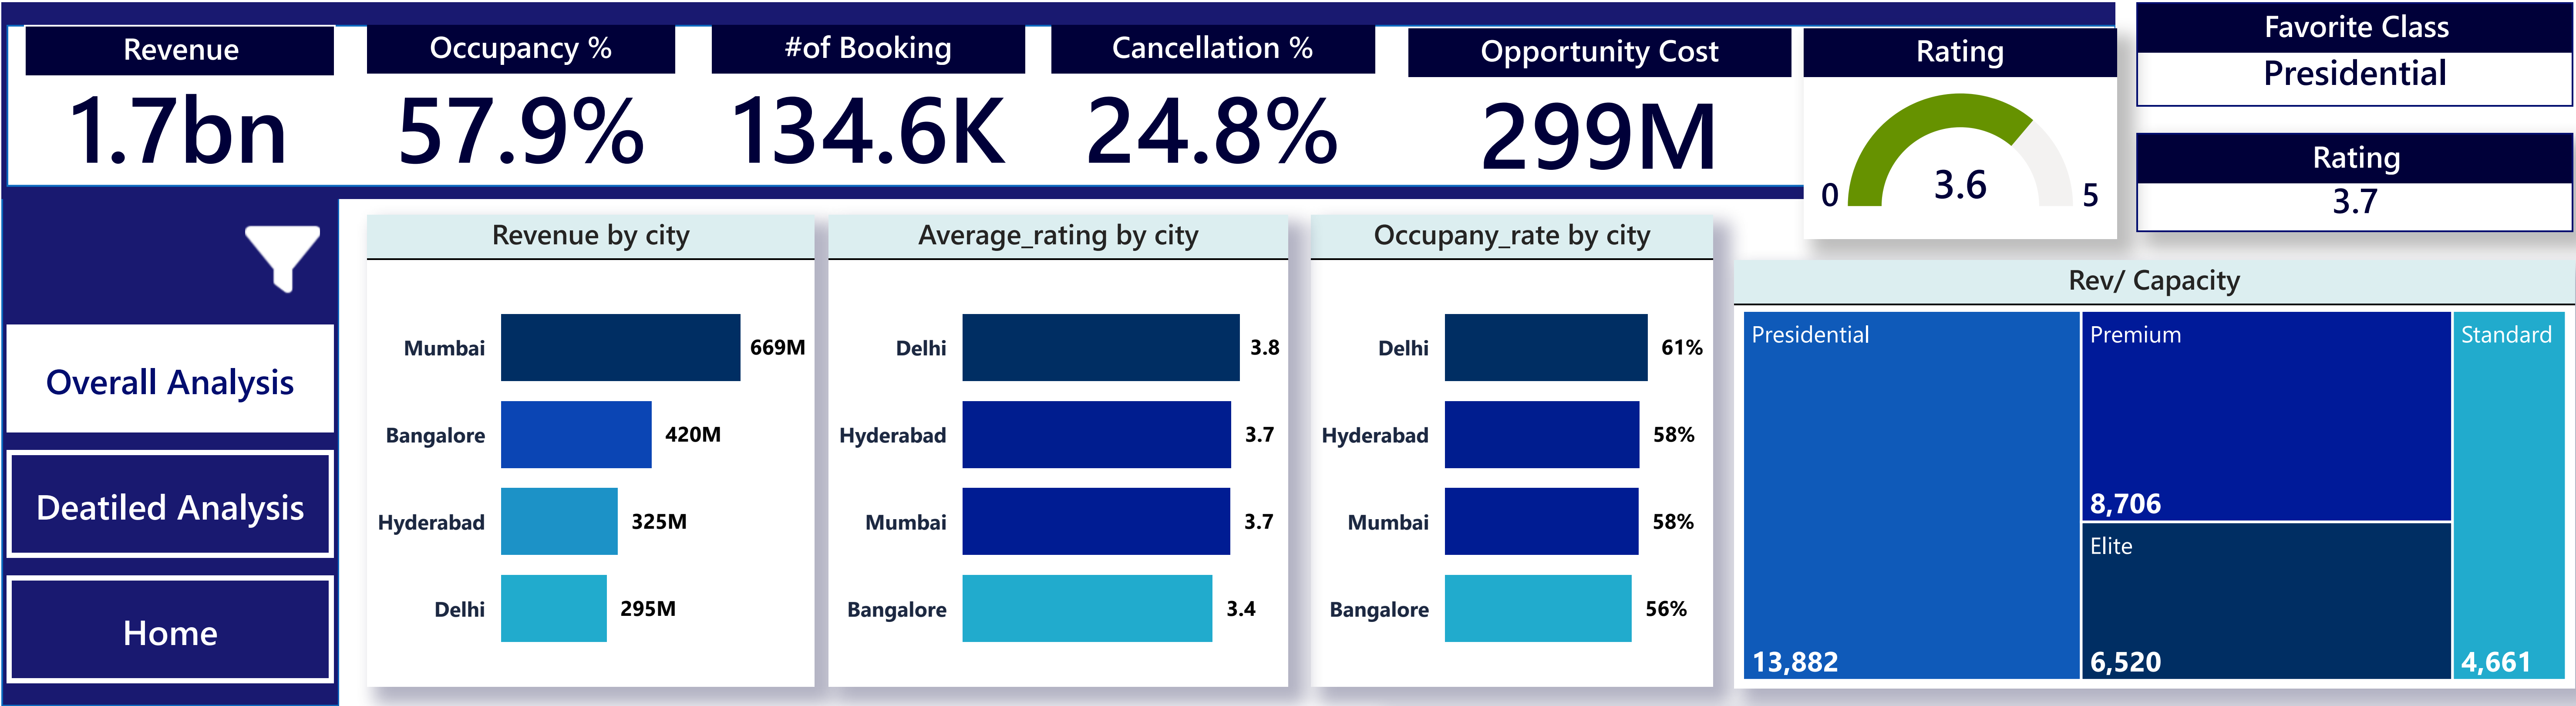 Revenue
1.7bn
Occupancy %
57.9%
#of Booking
134.6K
Cancellation %
24.8%
Opportunity Cost
299M
Rating
0
3.6
5
Favorite Class
Presidential
Rating
3.7
Overall Analysis
Deatiled Analysis
Home
Revenue by city
Mumbai 669M
Bangalore 420M
Hyderabad 325M
Delhi 295M
Average_rating by city
Delhi 3.8
Hyderabad 3.7
Mumbai 3.7
Bangalore 3.4
Occupany_rate by city
Delhi 61%
Hyderabad 58%
Mumbai 58%
Bangalore 56%
Rev/ Capacity
Presidential
13,882
Premium
8,706
Elite
6,520
Standard
4,661